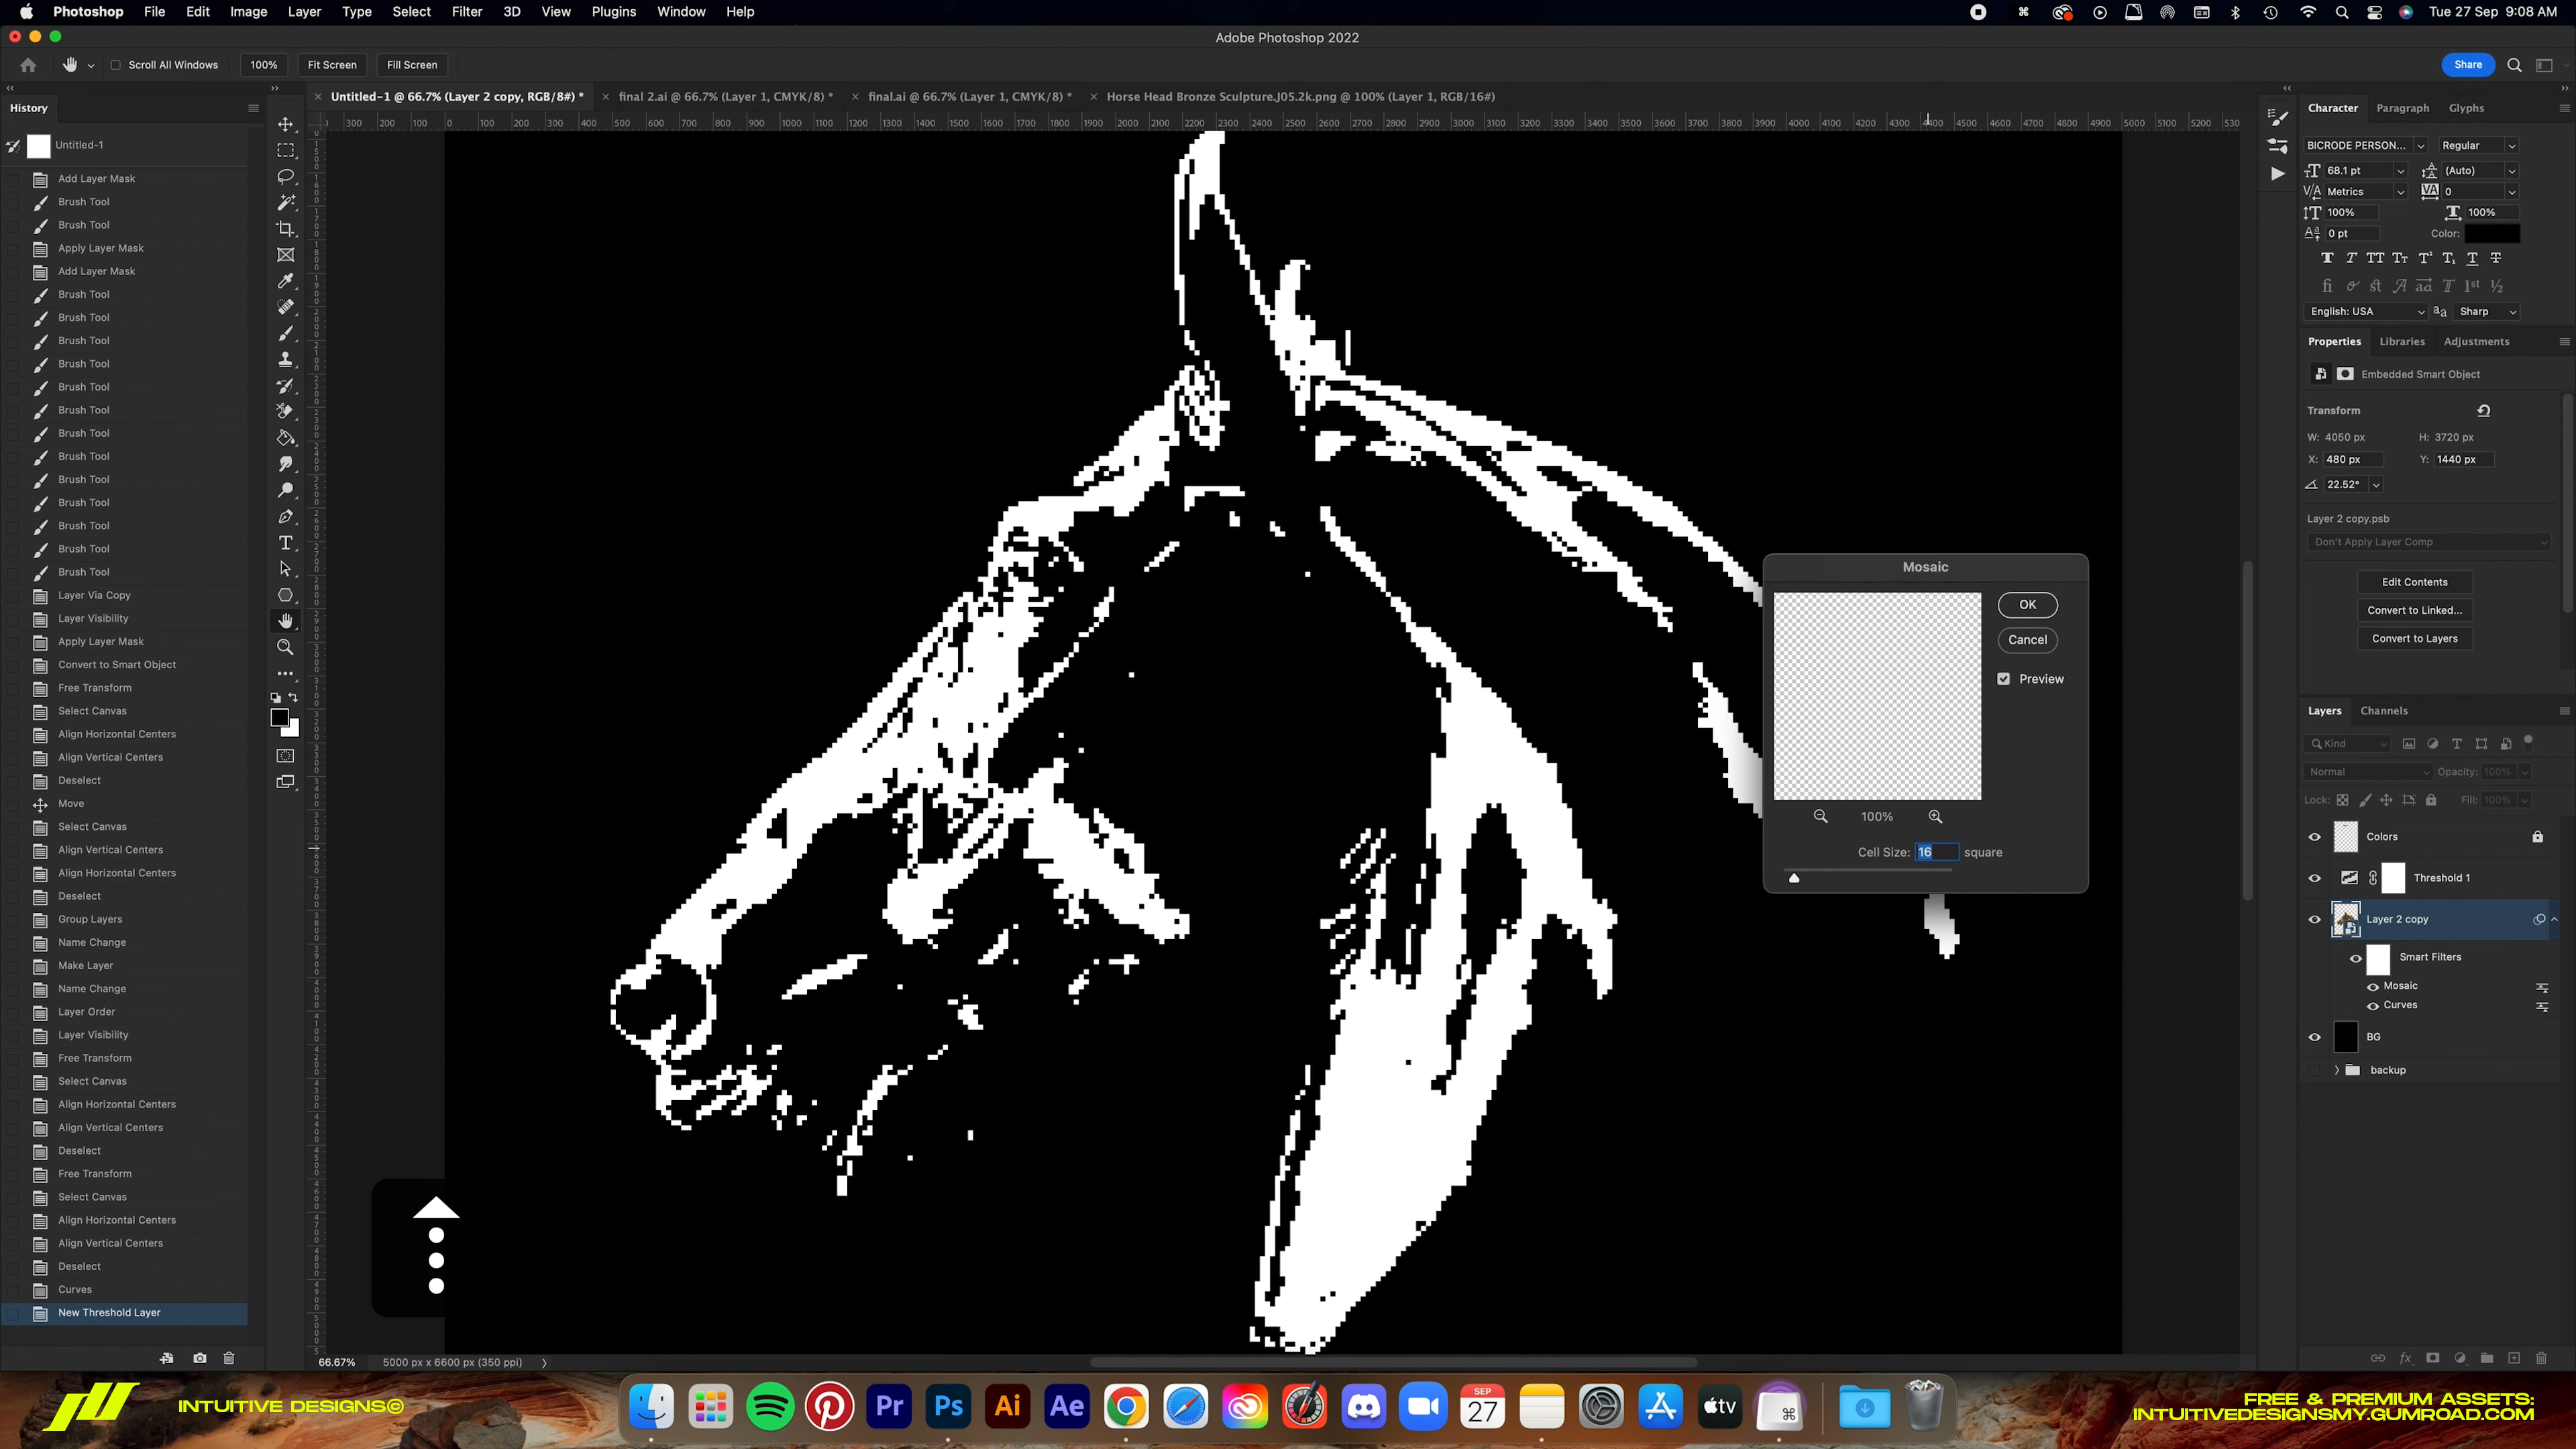 Photoshop File Edit Image Layer Type Select Filter 3D View Plugins Window Help
Tue 27 Sep 9:08 AM
Adobe Photoshop 2022
Scroll All Windows 100% Fit Screen Fill Screen
Share
Untitled-1 @ 66.7% (Layer 2 copy, RGB/8#) *
final 2.ai @ 66.7% (Layer 1, CMYK/8) *
final.ai @ 66.7% (Layer 1, CMYK/8) *
Horse Head Bronze Sculpture.J05.2k.png @ 100% (Layer 1, RGB/16#)
History
Untitled-1
Add Layer Mask
Brush Tool
Brush Tool
Apply Layer Mask
Add Layer Mask
Brush Tool
Brush Tool
Brush Tool
Brush Tool
Brush Tool
Brush Tool
Brush Tool
Brush Tool
Brush Tool
Brush Tool
Brush Tool
Brush Tool
Brush Tool
Layer Via Copy
Layer Visibility
Apply Layer Mask
Convert to Smart Object
Free Transform
Select Canvas
Align Horizontal Centers
Align Vertical Centers
Deselect
Move
Select Canvas
Align Vertical Centers
Align Horizontal Centers
Deselect
Group Layers
Name Change
Make Layer
Name Change
Layer Order
Layer Visibility
Free Transform
Select Canvas
Align Horizontal Centers
Align Vertical Centers
Deselect
Free Transform
Select Canvas
Align Horizontal Centers
Align Vertical Centers
Deselect
Curves
New Threshold Layer
66.67% 5000 px x 6600 px (350 ppi)
Mosaic
OK
Cancel
Preview
100%
Cell Size: 16 square
Character Paragraph Glyphs
BICRODE PERSON... Regular
68.1 pt (Auto)
Metrics 0
100% 100%
0 pt Color:
English: USA Sharp
Properties Libraries Adjustments
Embedded Smart Object
Transform
W: 4050 px H: 3720 px
X: 480 px Y: 1440 px
22.52°
Layer 2 copy.psb
Don't Apply Layer Comp
Edit Contents
Convert to Linked...
Convert to Layers
Layers Channels
Kind
Normal Opacity: 100%
Lock: Fill: 100%
Colors
Threshold 1
Layer 2 copy
Smart Filters
Mosaic
Curves
BG
backup
INTUITIVE DESIGNS©
Pr Ps Ai Ae
SEP
27
tv
FREE & PREMIUM ASSETS:
INTUITIVEDESIGNSMY.GUMROAD.COM